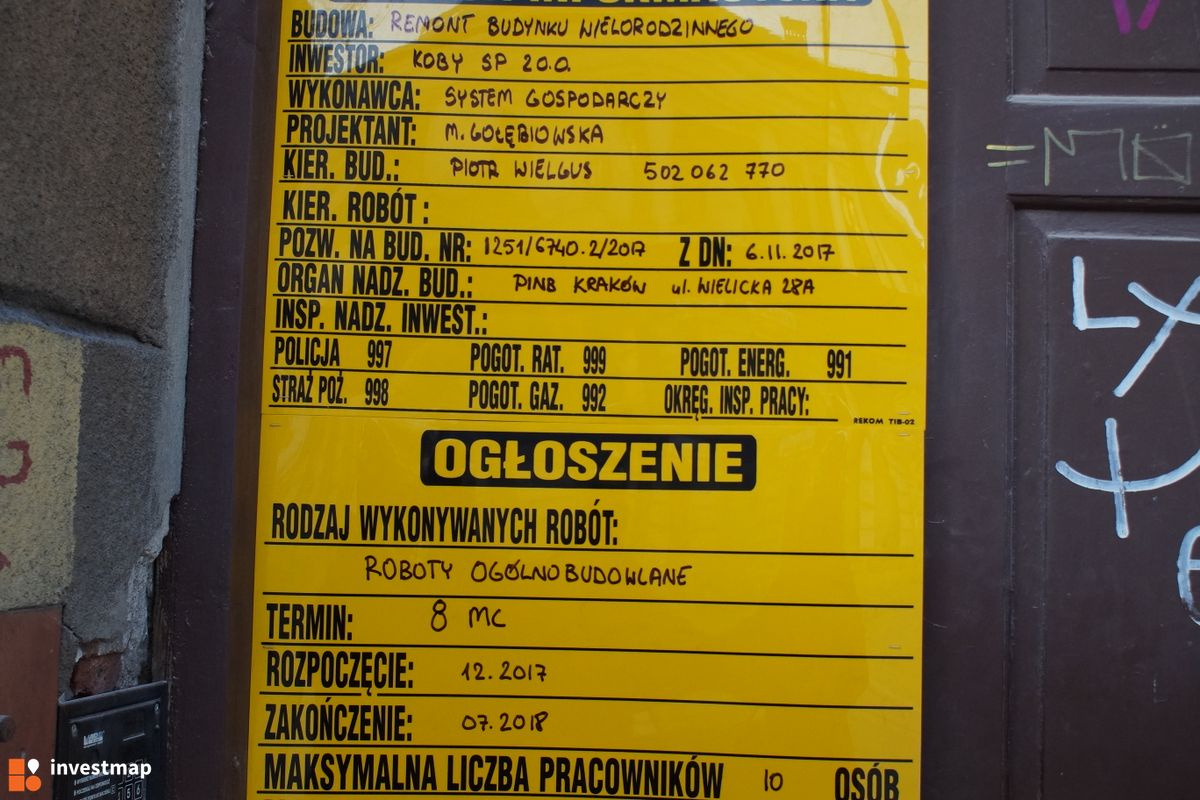 BUDOWA: REMONT BUDYNKU WIELORODZINNEGO
INWESTOR: KOBY SP Z O.O.
WYKONAWCA: SYSTEM GOSPODARCZY
PROJEKTANT: M. GOŁĘBIOWSKA
KIER. BUD.: PIOTR WIELGUS 502 062 770
KIER. ROBÓT :
POZW. NA BUD. NR: 1251/6740.2/2017 Z DN: 6.11.2017
ORGAN NADZ. BUD.: PINB KRAKÓW ul. WIELICKA 28A
INSP. NADZ. INWEST.:
POLICJA 997 POGOT. RAT. 999 POGOT. ENERG. 991
STRAŻ POŻ. 998 POGOT. GAZ. 992 OKRĘG. INSP. PRACY:
REKOM TIB-02
OGŁOSZENIE
RODZAJ WYKONYWANYCH ROBÓT:
ROBOTY OGÓLNOBUDOWLANE
TERMIN: 8 MC
ROZPOCZĘCIE: 12.2017
ZAKOŃCZENIE: 07.2018
MAKSYMALNA LICZBA PRACOWNIKÓW 10 OSÓB
investmap